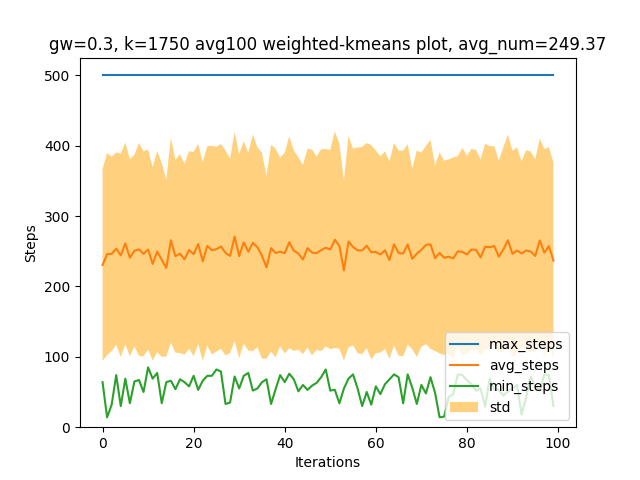 gw=0.3, k=1750 avg100 weighted-kmeans plot, avg_num=249.37
500
400
300
200
100
0
Steps
max_steps
avg_steps
min_steps
std
0
20
40
60
80
100
Iterations